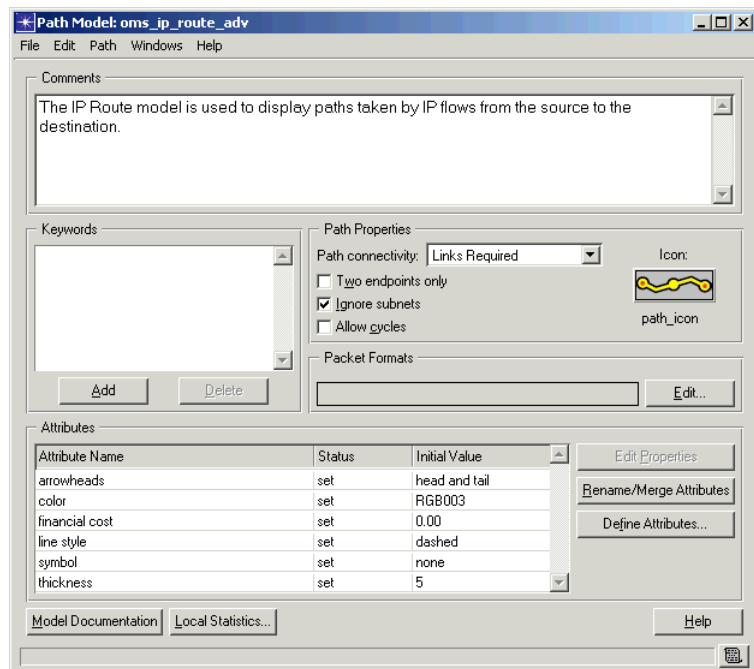 Path Model: oms_ip_route_adv
File Edit Path Windows Help
Comments
The IP Route model is used to display paths taken by IP flows from the source to the
destination.
Keywords
Add Delete
Path Properties
Path connectivity: Links Required
Two endpoints only
Ignore subnets
Allow cycles
Icon:
path_icon
Packet Formats
Edit...
Attributes
Attribute Name Status Initial Value
arrowheads set head and tail
color set RGB003
financial cost set 0.00
line style set dashed
symbol set none
thickness set 5
Edit Properties
Rename/Merge Attributes
Define Attributes...
Model Documentation Local Statistics... Help